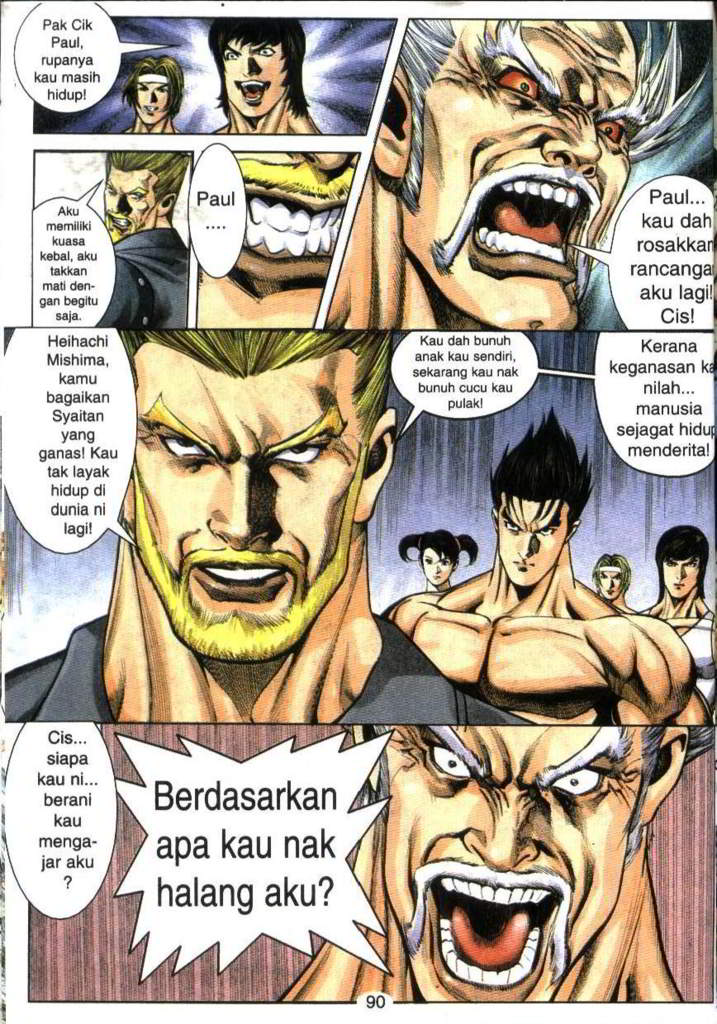 Pak Cik
Paul,
rupanya
kau masih
hidup!
Aku
memiliki
kuasa
kebal, aku
takkan
mati den-
gan begitu
saja.
Paul
....
Paul...
kau dah
rosakkan
rancanga
aku lagi!
Cis!
Heihachi
Mishima,
kamu
bagaikan
Syaitan
yang
ganas! Kau
tak layak
hidup di
dunia ni
lagi!
Kau dah bunuh
anak kau sendiri,
sekarang kau nak
bunuh cucu kau
pulak!
Kerana
keganasan ka
nilah...
manusia
sejagat hidup
menderita!
Cis...
siapa
kau ni...
berani
kau
menga-
jar aku
?
Berdasarkan
apa kau nak
halang aku?
90